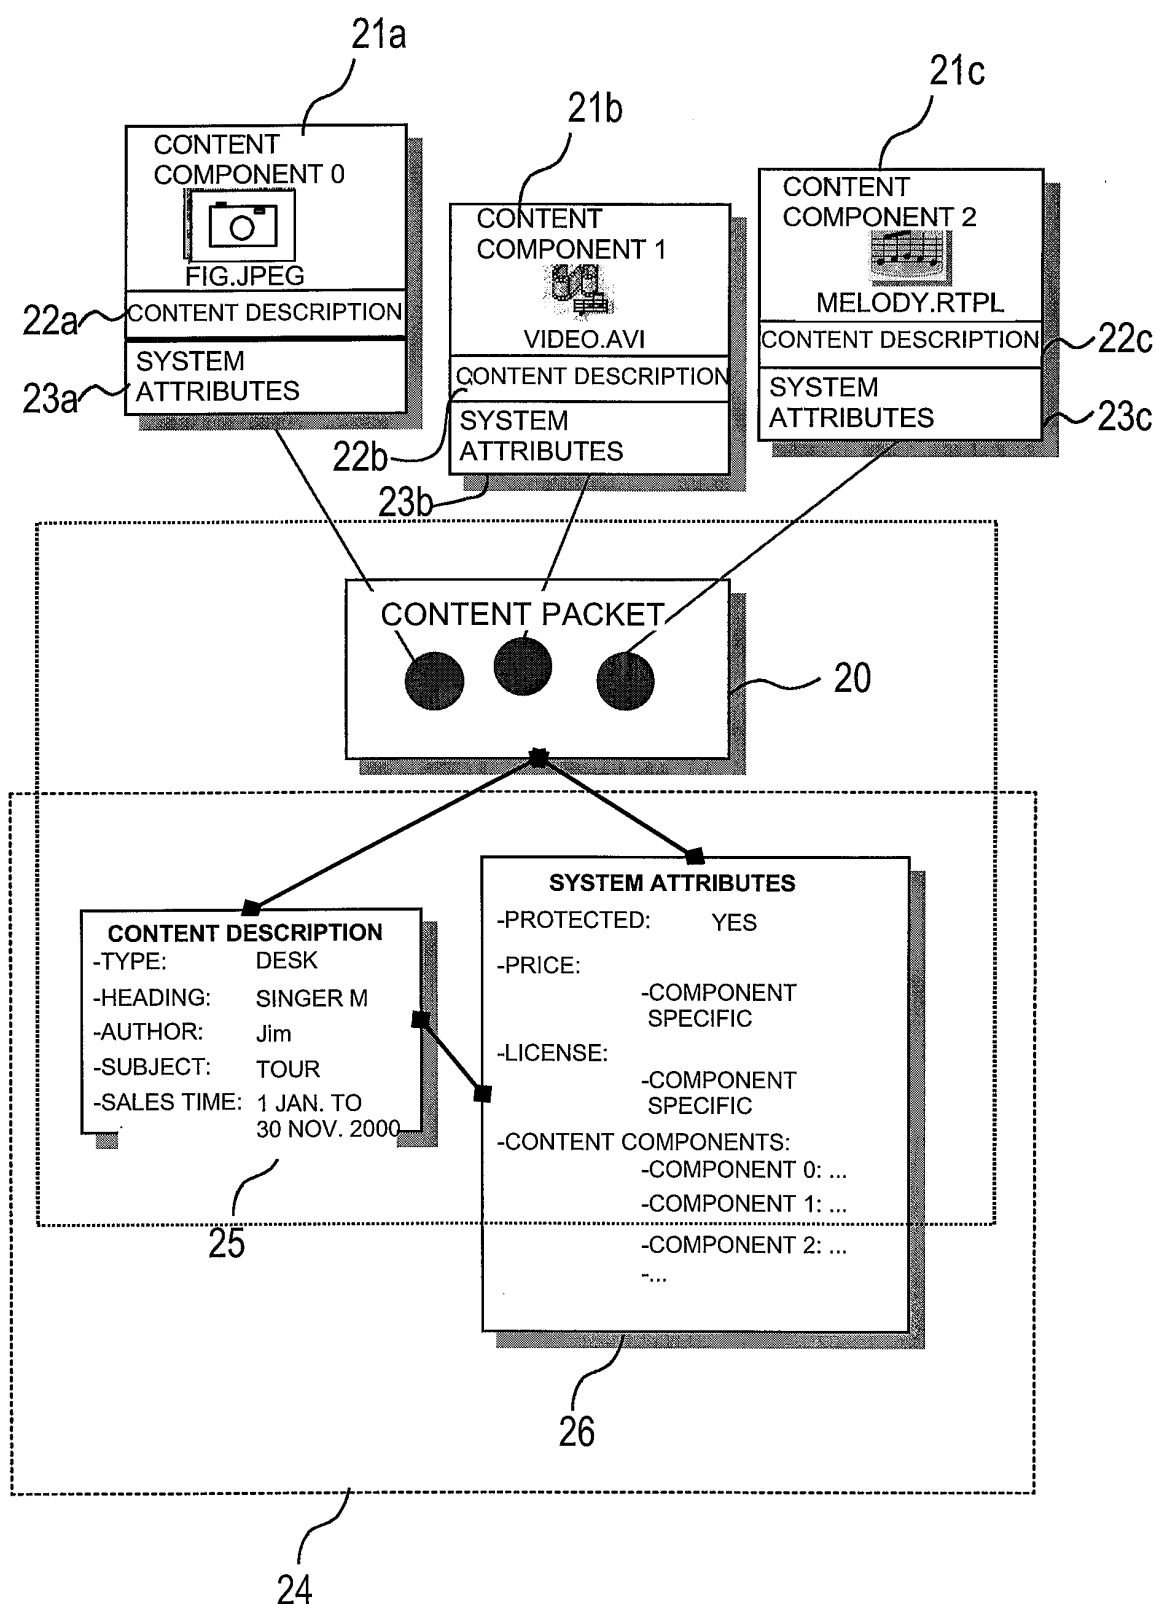 21a
21b
21c
CONTENT
COMPONENT 0
FIG.JPEG
CONTENT DESCRIPTION
SYSTEM
ATTRIBUTES
22a
23a
CONTENT
COMPONENT 1
VIDEO.AVI
CONTENT DESCRIPTION
SYSTEM
ATTRIBUTES
22b
23b
CONTENT
COMPONENT 2
MELODY.RTPL
CONTENT DESCRIPTION
SYSTEM
ATTRIBUTES
22c
23c
CONTENT PACKET
20
CONTENT DESCRIPTION
-TYPE: DESK
-HEADING: SINGER M
-AUTHOR: Jim
-SUBJECT: TOUR
-SALES TIME: 1 JAN. TO
30 NOV. 2000
25
SYSTEM ATTRIBUTES
-PROTECTED: YES
-PRICE:
-COMPONENT
SPECIFIC
-LICENSE:
-COMPONENT
SPECIFIC
-CONTENT COMPONENTS:
-COMPONENT 0: ...
-COMPONENT 1: ...
-COMPONENT 2: ...
-...
26
24